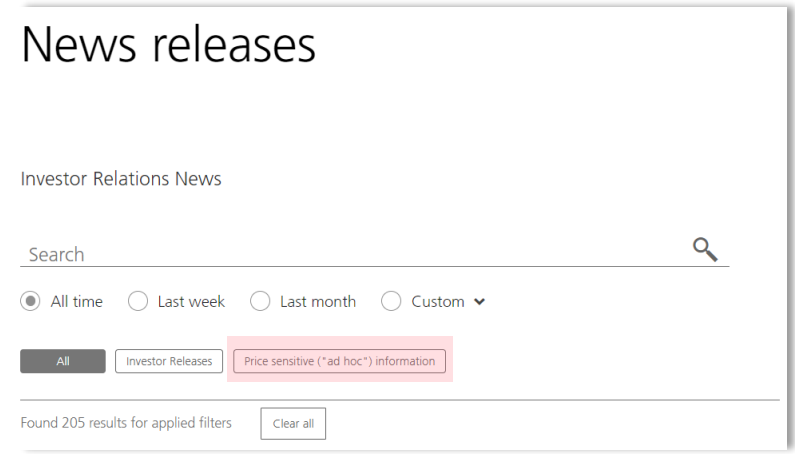 News releases
Investor Relations News
Search
All time Last week Last month Custom
All Investor Releases Price sensitive ("ad hoc") information
Found 205 results for applied filters Clear all